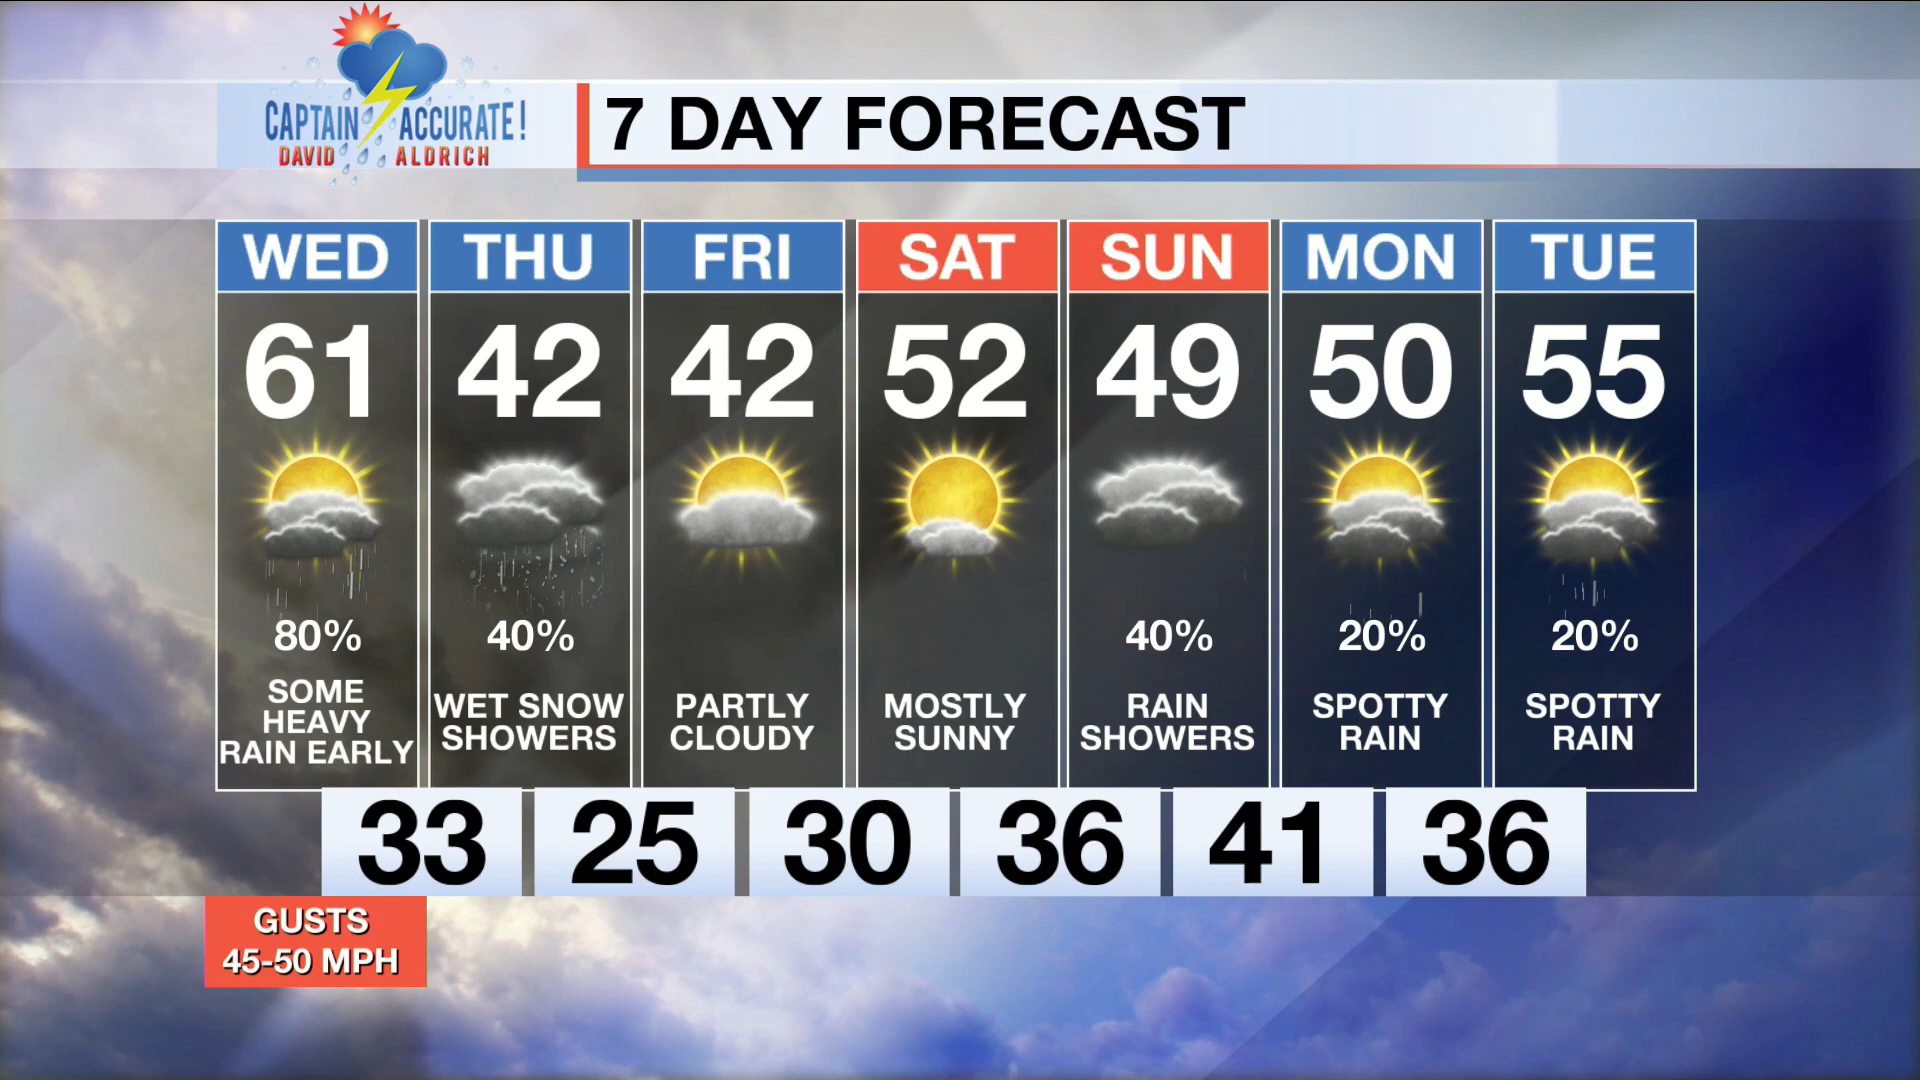 CAPTAIN ACCURATE!
DAVID ALDRICH
7 DAY FORECAST
WED THU FRI SAT SUN MON TUE
61 42 42 52 49 50 55
80% 40% 40% 20% 20%
SOME
HEAVY
RAIN EARLY
WET SNOW
SHOWERS
PARTLY
CLOUDY
MOSTLY
SUNNY
RAIN
SHOWERS
SPOTTY
RAIN
SPOTTY
RAIN
33 25 30 36 41 36
GUSTS
45-50 MPH